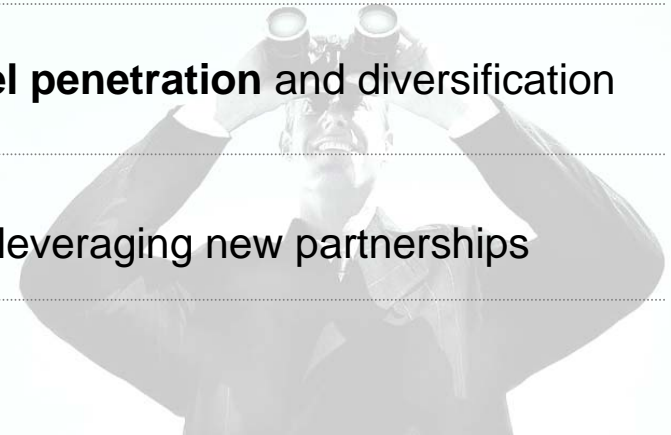 el penetration and diversification
leveraging new partnerships